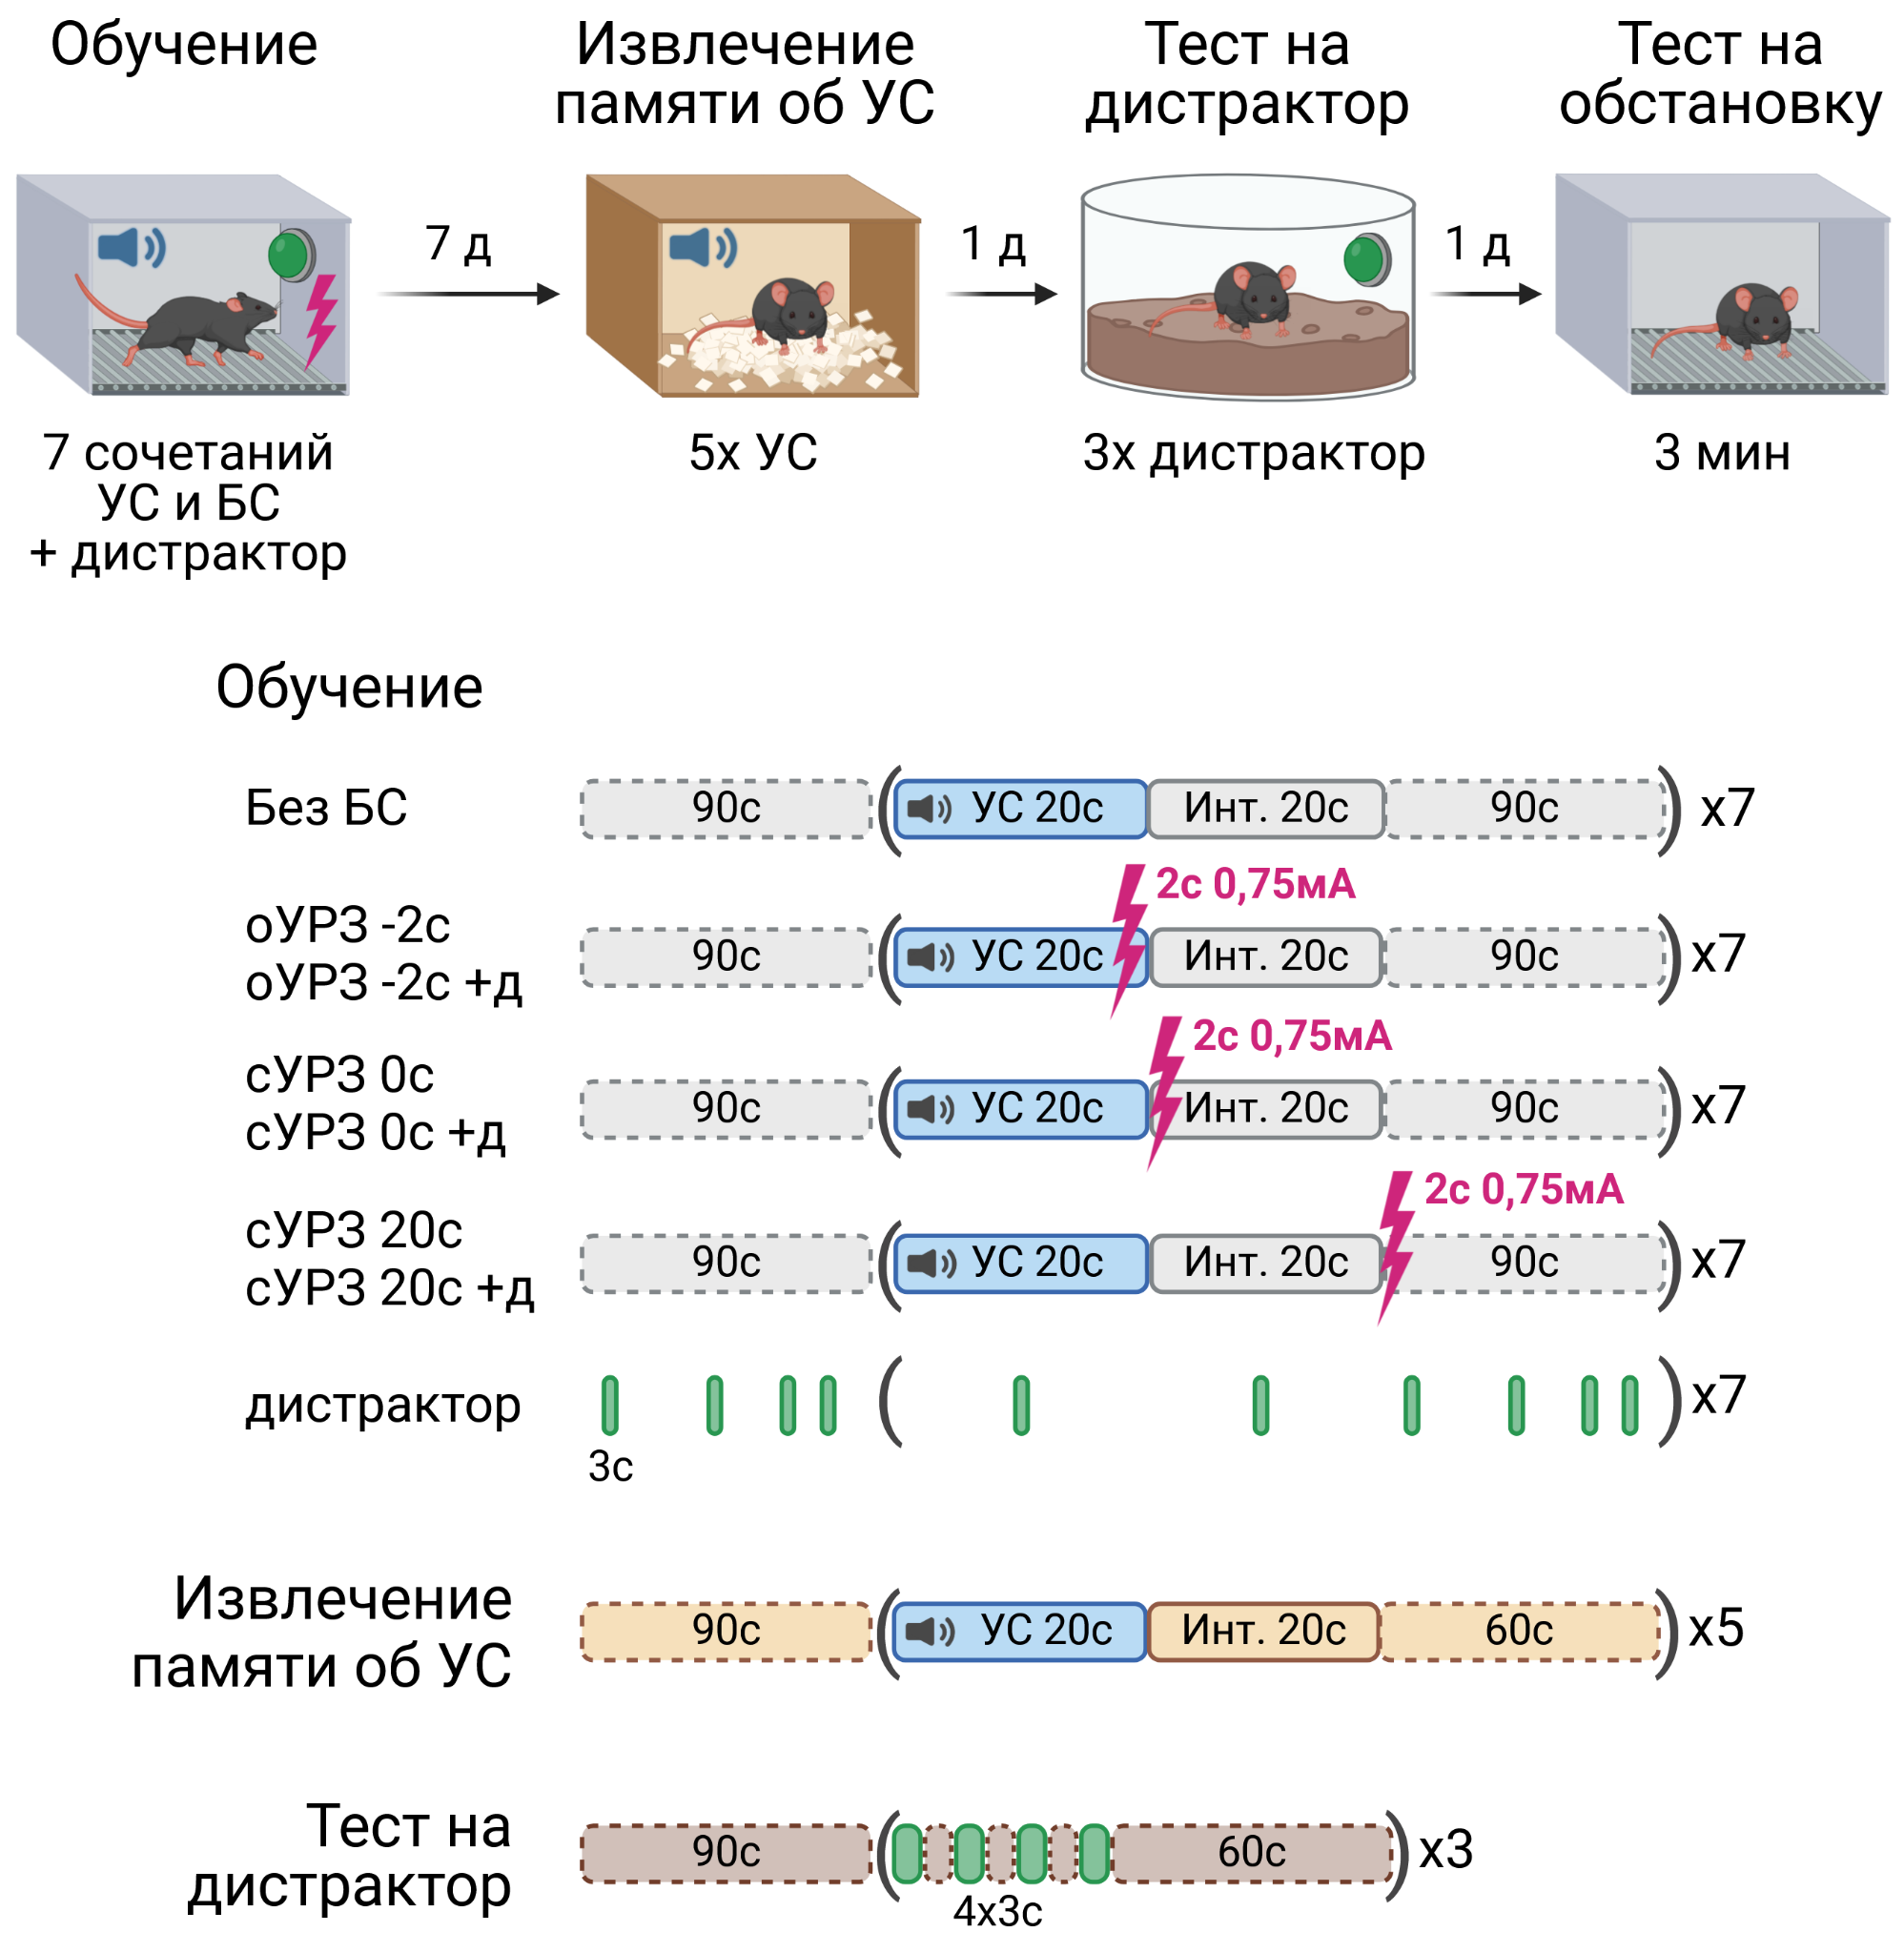 Обучение
Извлечение
памяти об УС
Тест на
дистрактор
Тест на
обстановку
7 д
1 д
1 д
7 сочетаний
УС и БС
+ дистрактор
5х УС
3х дистрактор
3 мин
Обучение
Без БС
90с
УС 20с
Инт. 20с
90с
х7
2с 0,75мА
оУРЗ -2с
оУРЗ -2с +д
90с
УС 20с
Инт. 20с
90с
х7
2с 0,75мА
сУРЗ 0с
сУРЗ 0с +д
90с
УС 20с
Инт. 20с
90с
х7
2с 0,75мА
сУРЗ 20с
сУРЗ 20с +д
90с
УС 20с
Инт. 20с
90с
х7
дистрактор
х7
3с
Извлечение
памяти об УС
90с
УС 20с
Инт. 20с
60с
х5
Тест на
дистрактор
90с
60с
х3
4х3с